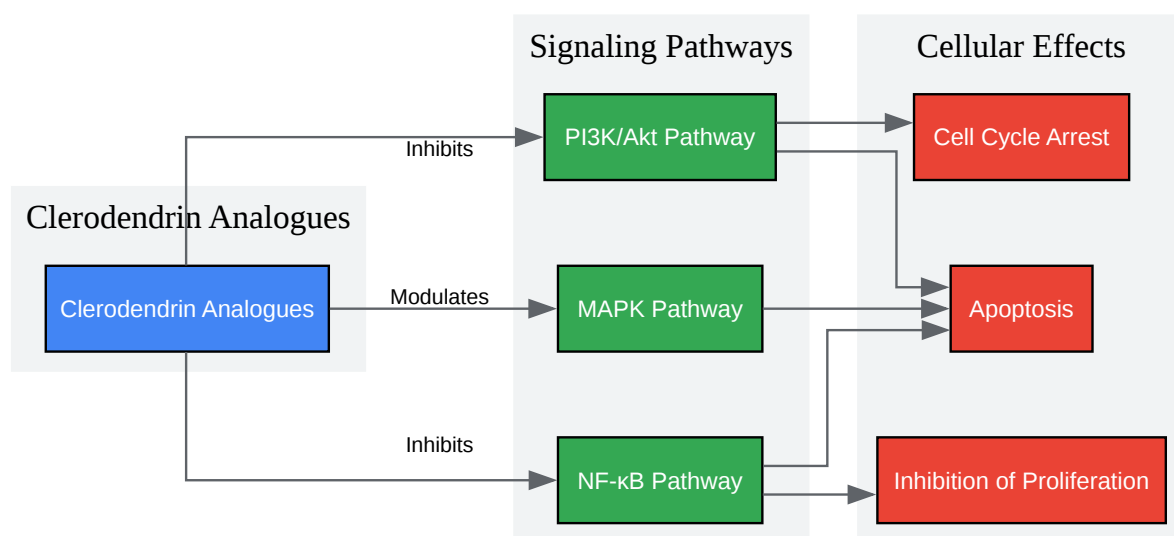 Signaling Pathways
Cellular Effects
PI3K/Akt Pathway
Cell Cycle Arrest
Inhibits
Clerodendrin Analogues
Clerodendrin Analogues
Modulates
MAPK Pathway
Apoptosis
Inhibits
NF-κB Pathway
Inhibition of Proliferation